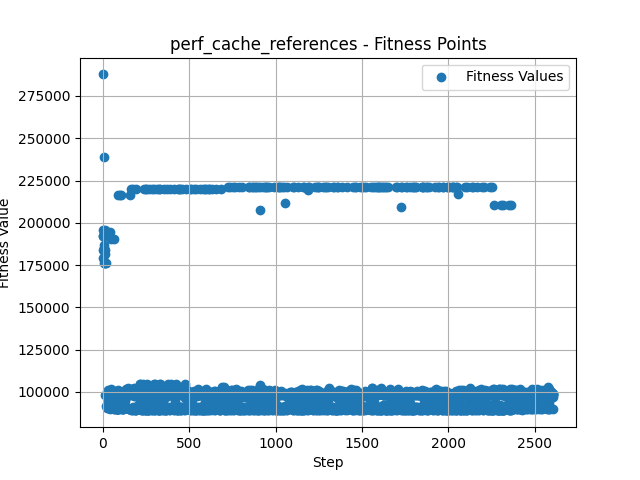 perf_cache_references - Fitness Points
Fitness Values
275000
250000
225000
200000
175000
150000
125000
100000
Fitness Value
0 500 1000 1500 2000 2500
Step